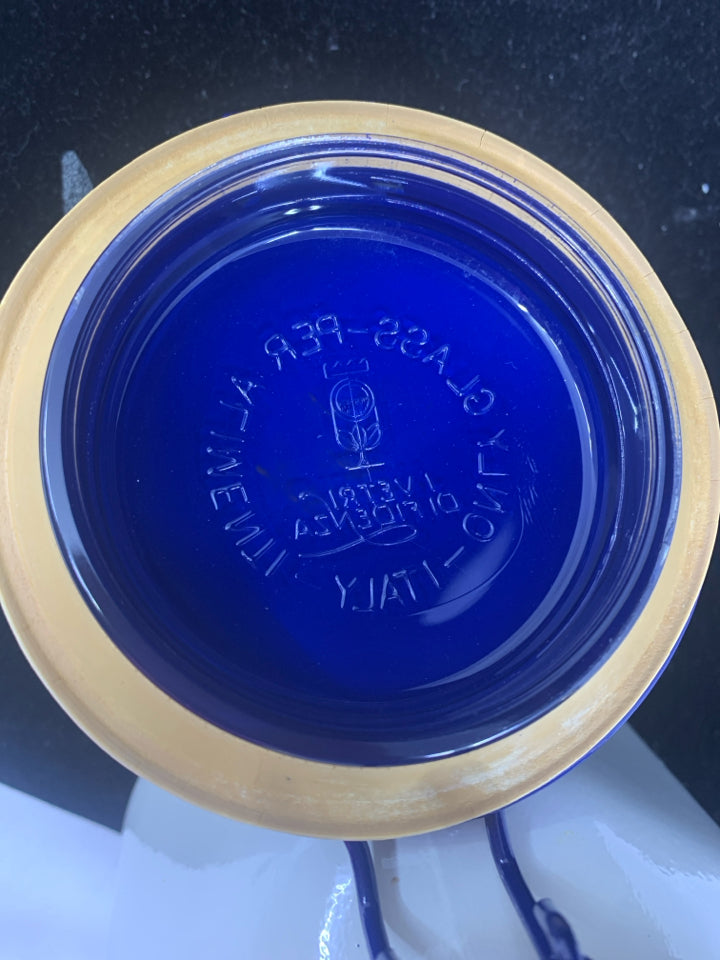 ONLY GLASS-PER ALIMENTI
I VETRI
DI FIDENZA
ITALY